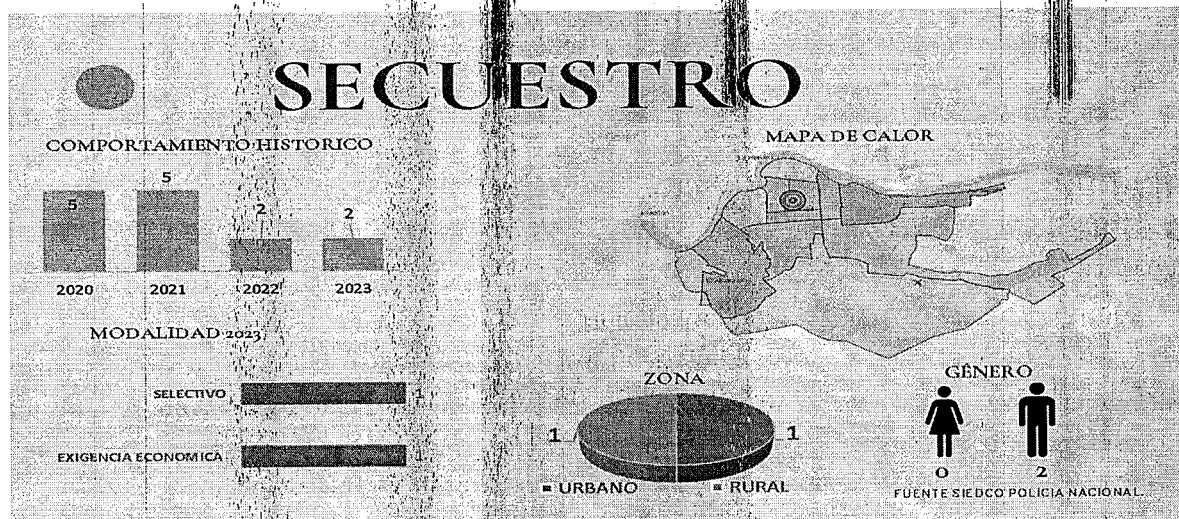 SECUESTRO
COMPORTAMIENTO HISTORICO
5
5
2
2
2020
2021
2022
2023
MODALIDAD 2023
SELECTIVO
1
EXIGENCIA ECONOMICA
1
MAPA DE CALOR
ZONA
1
1
URBANO
RURAL
GÉNERO
0
2
FUENTE SIEDCO POLICIA NACIONAL.